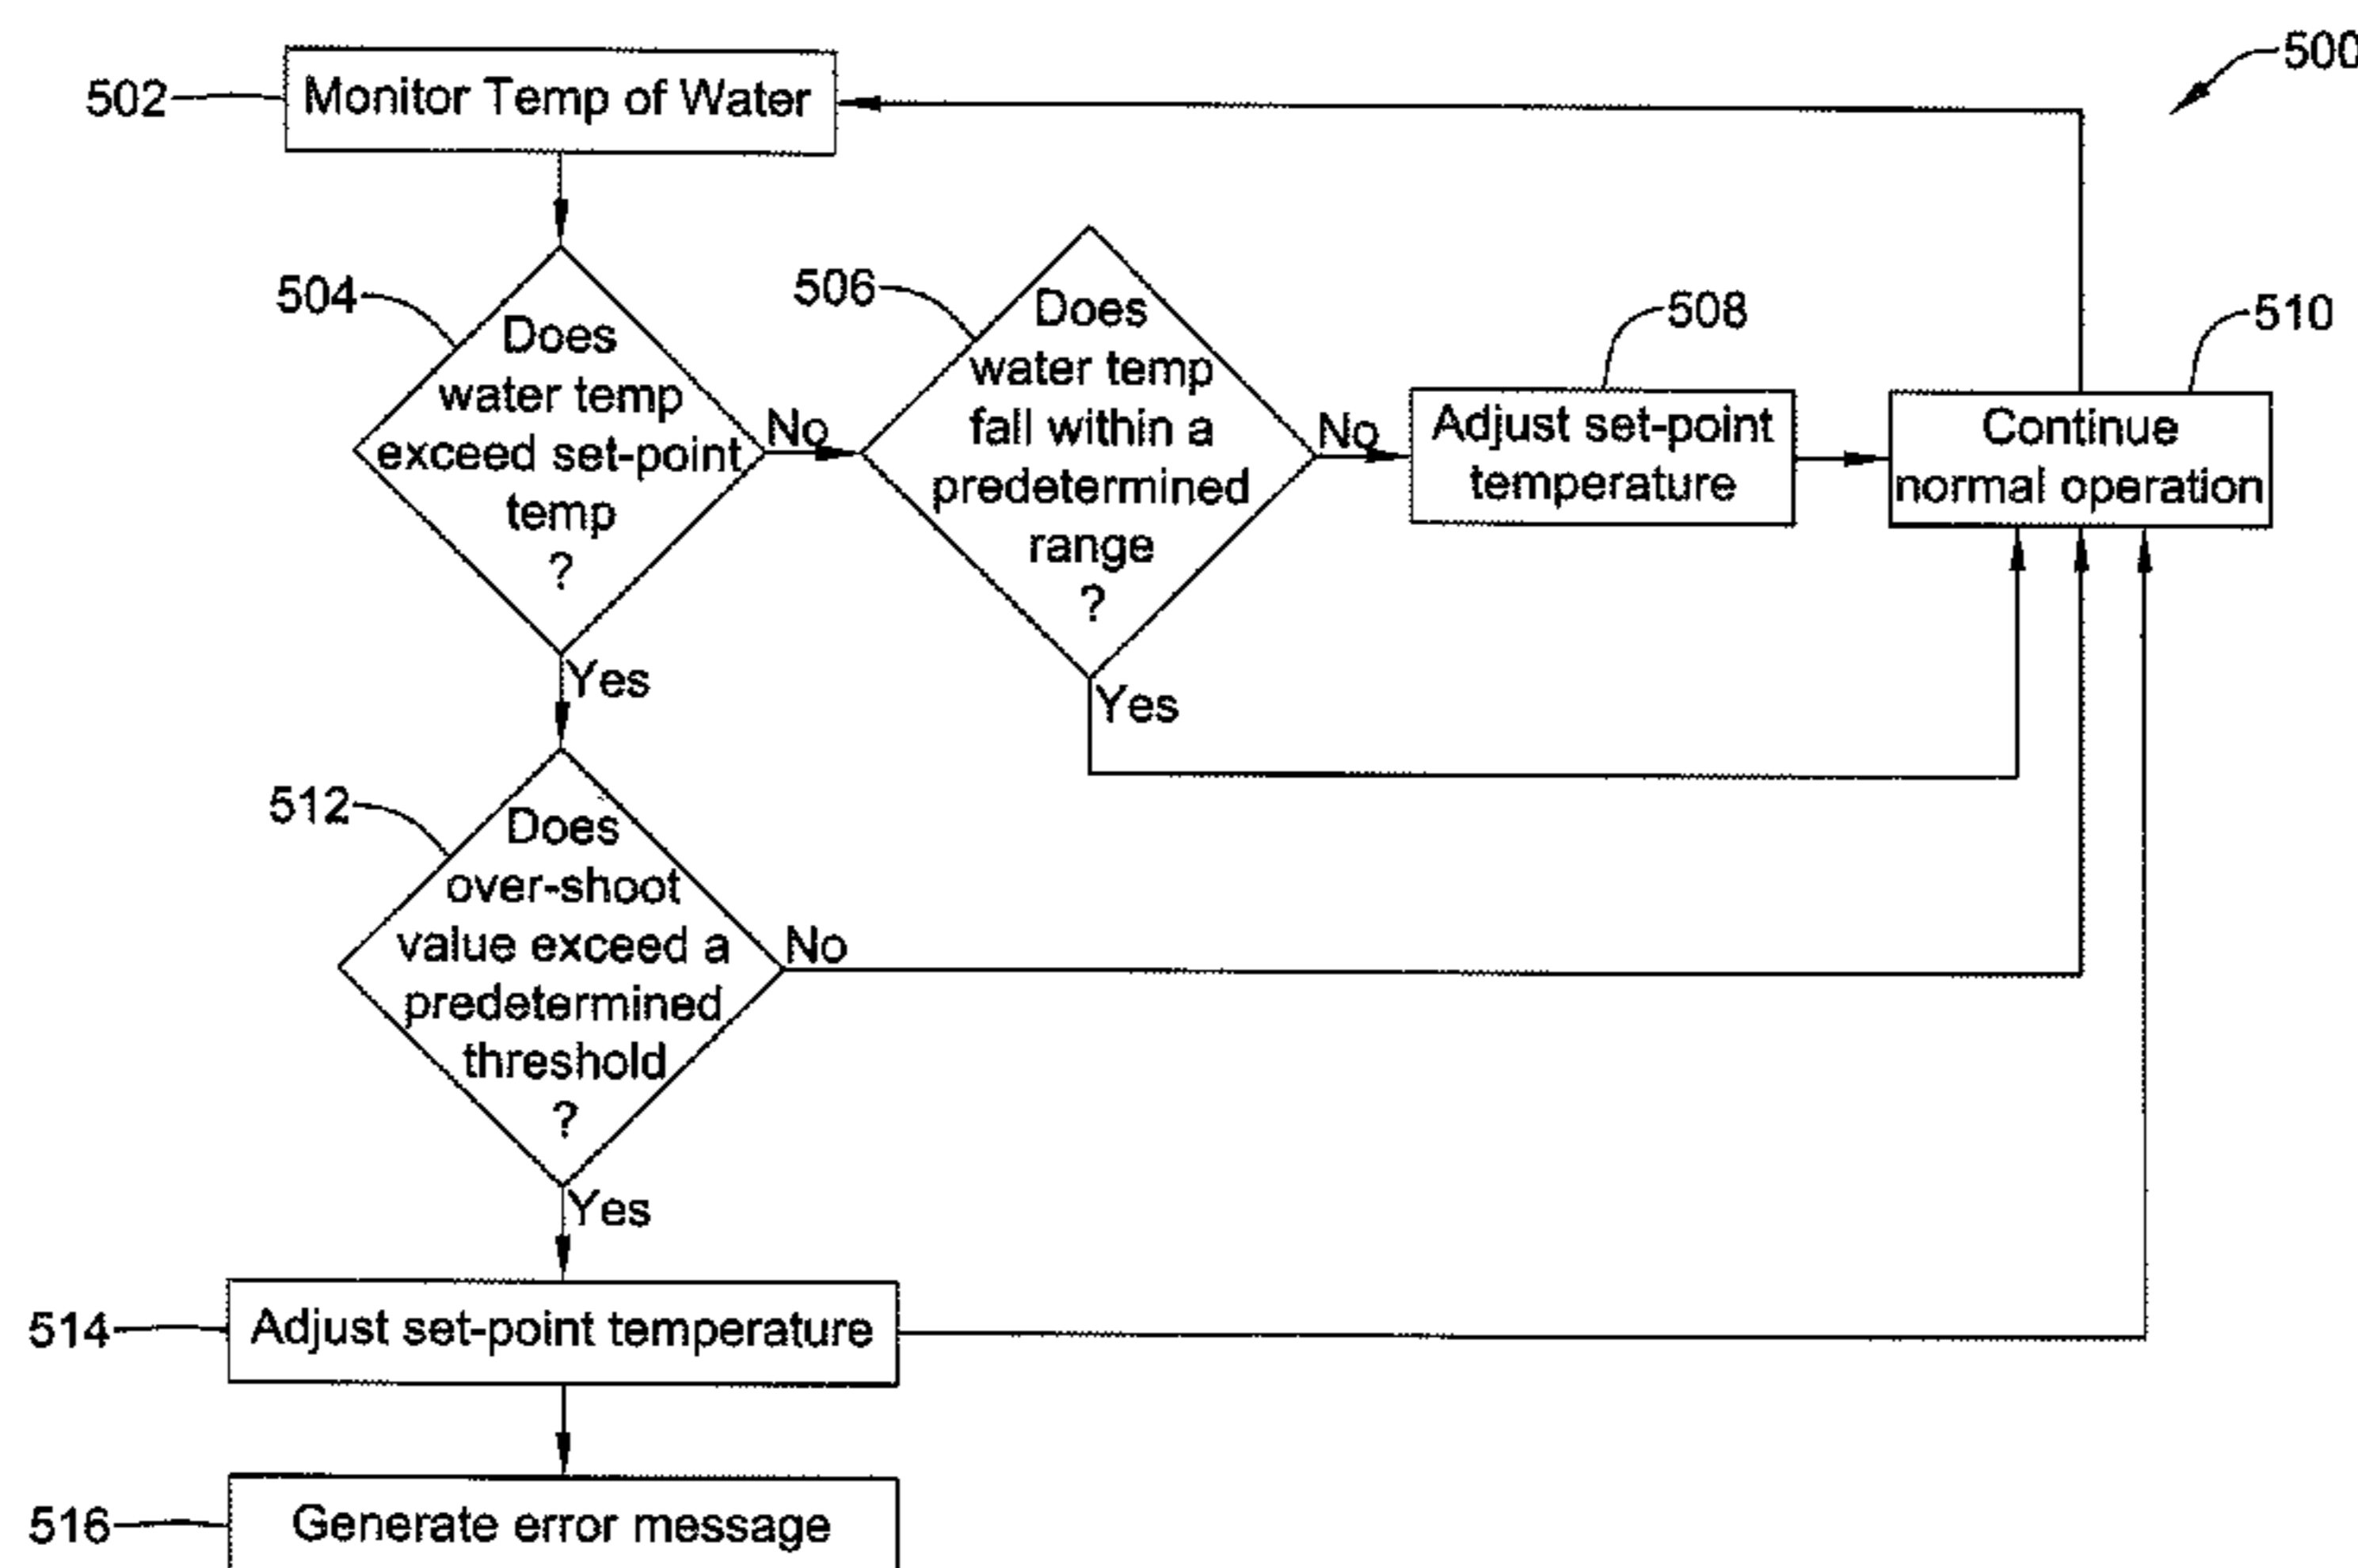 500
502
Monitor Temp of Water
504
Does
water temp
exceed set-point
temp
?
No
Yes
506
Does
water temp
fall within a
predetermined
range
?
No
Yes
508
Adjust set-point
temperature
510
Continue
normal operation
512
Does
over-shoot
value exceed a
predetermined
threshold
?
No
Yes
514
Adjust set-point temperature
516
Generate error message